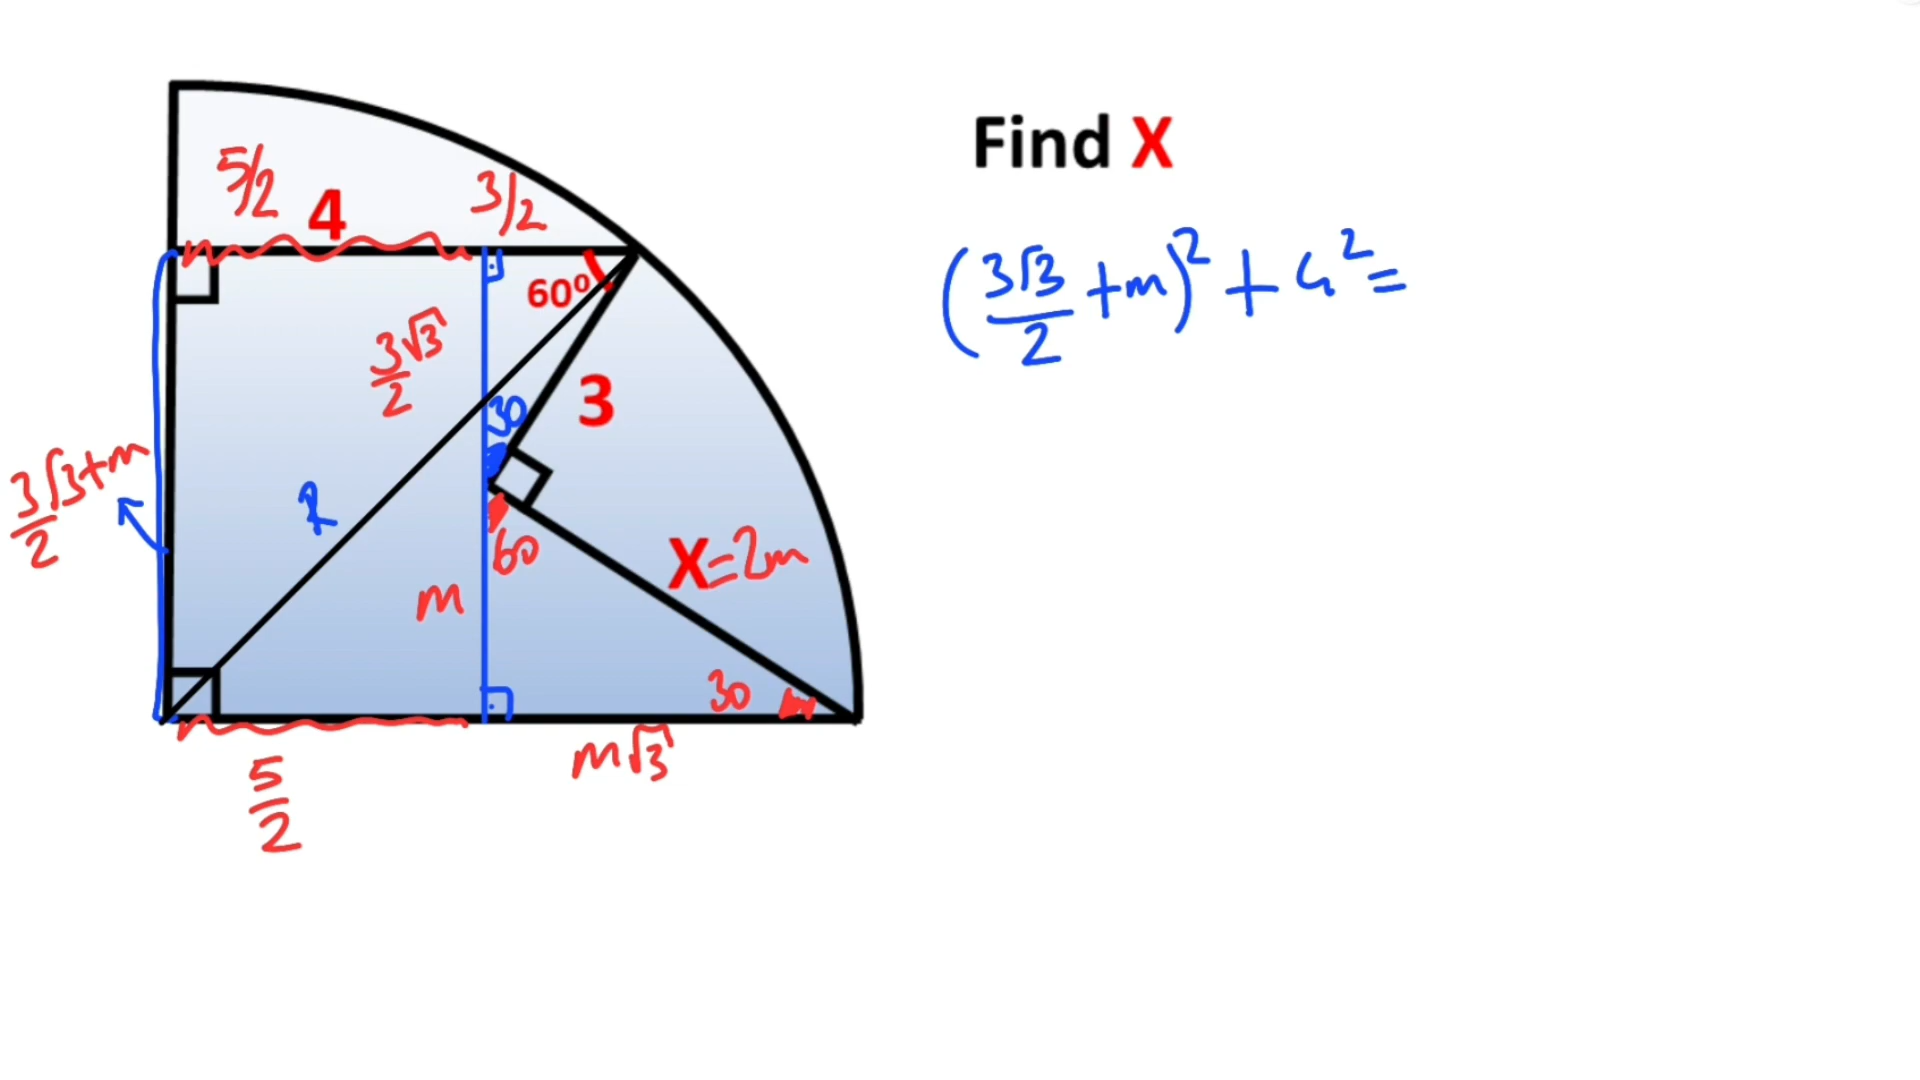 Find X
(3√3/2 + m)² + 4² =
5/2
4
3/2
60⁰
3√3/2
30
3
3√3/2 + m
R
60
X = 2m
m
30
m√3
5/2